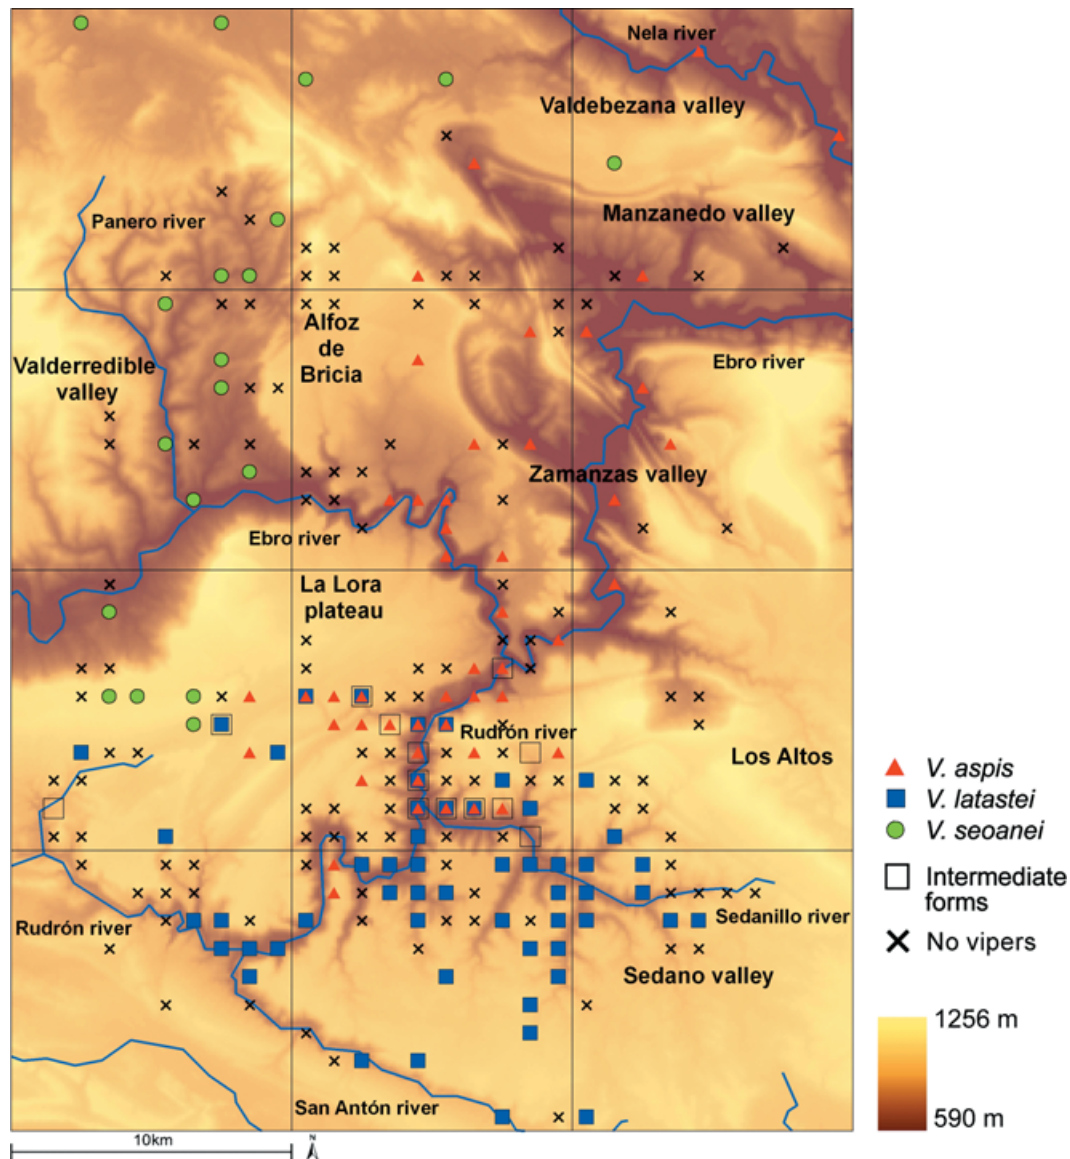 Nela river
Valdebezana valley
Panero river
Manzanedo valley
Alfoz
de
Bricia
Valderredible
valley
Ebro river
Zamanzas valley
Ebro river
La Lora
plateau
Rudrón river
Los Altos
V. aspis
V. latastei
V. seoanei
Intermediate
forms
No vipers
Sedanillo river
Rudrón river
Sedano valley
1256 m
590 m
San Antón river
10km
N